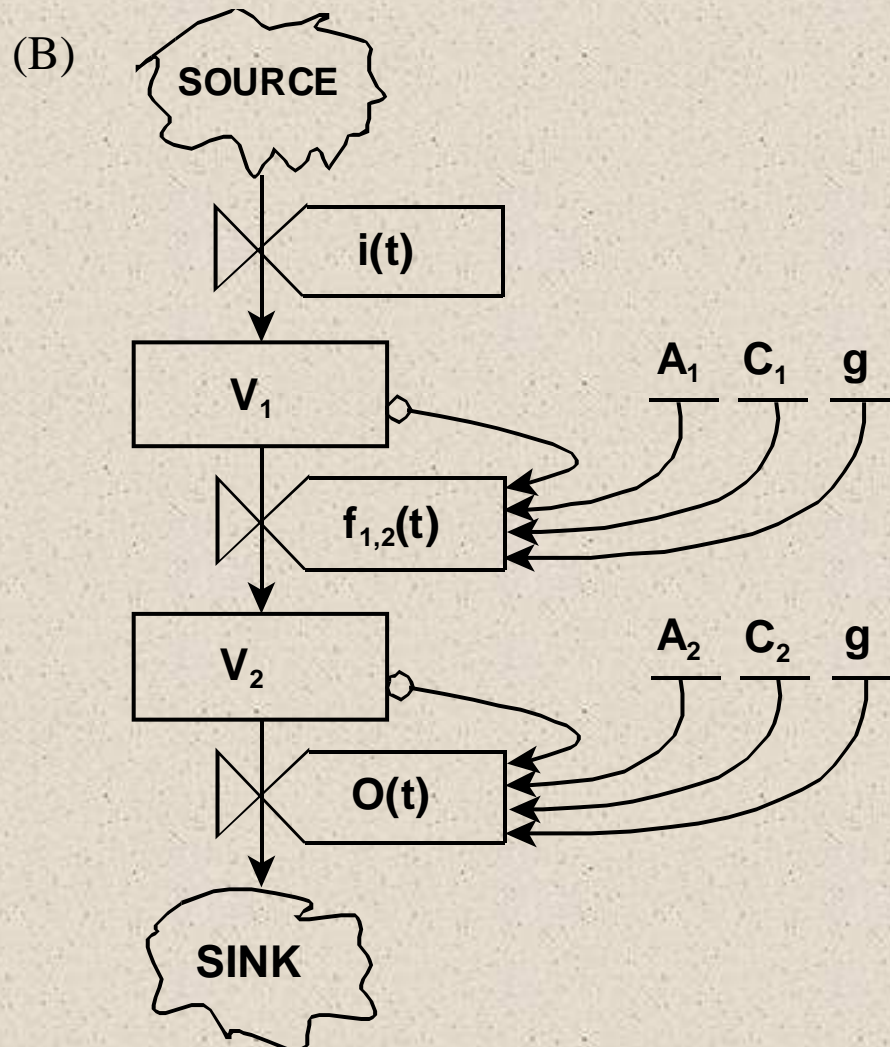 (B)
SOURCE
i(t)
V₁
A₁ C₁ g
f₁,₂(t)
V₂
A₂ C₂ g
O(t)
SINK